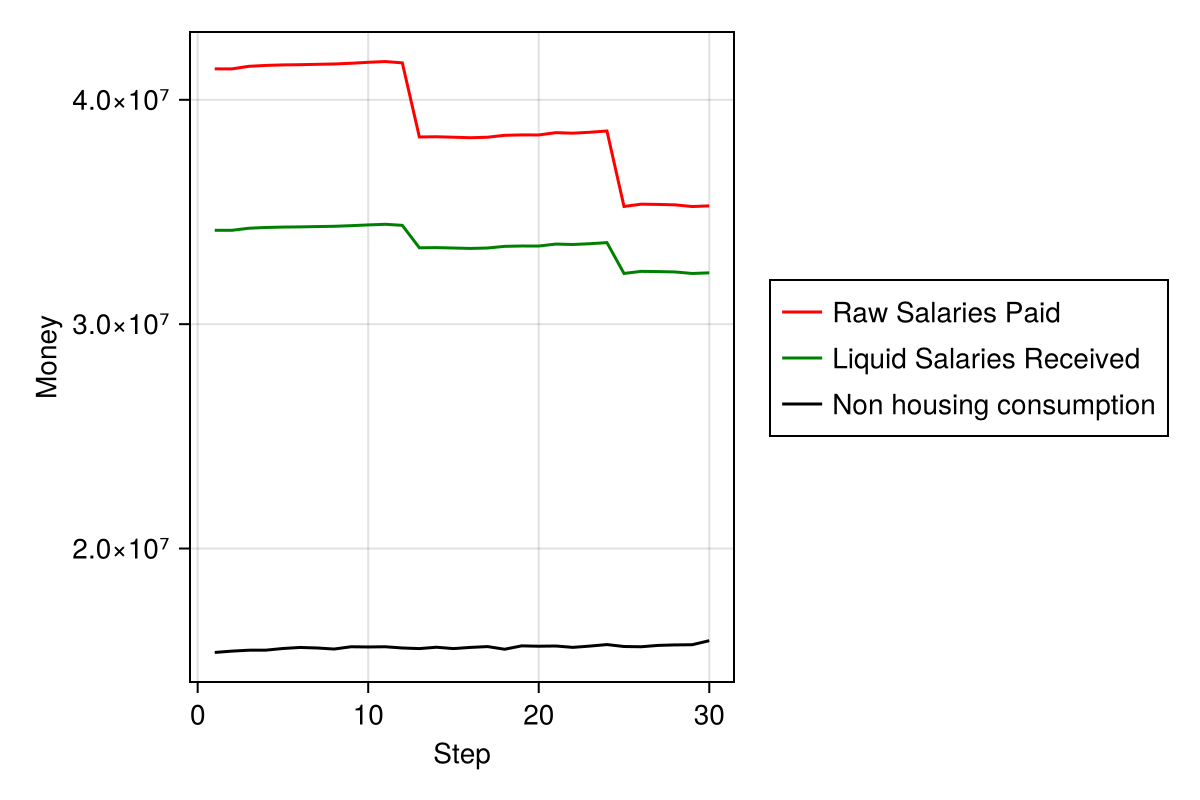 4.0×10⁷
3.0×10⁷
2.0×10⁷
Money
0 10 20 30
Step
Raw Salaries Paid
Liquid Salaries Received
Non housing consumption